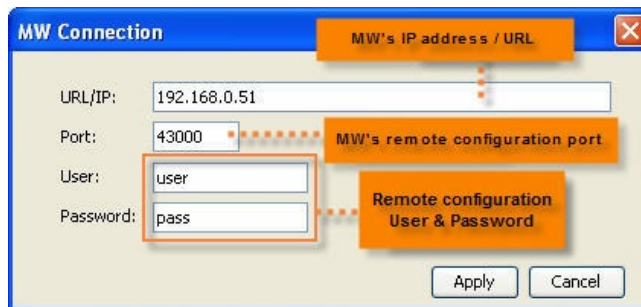 MW Connection
MW's IP address / URL
URL/IP: 192.168.0.51
Port: 43000
MW's remote configuration port
User: user
Password: pass
Remote configuration
User & Password
Apply Cancel